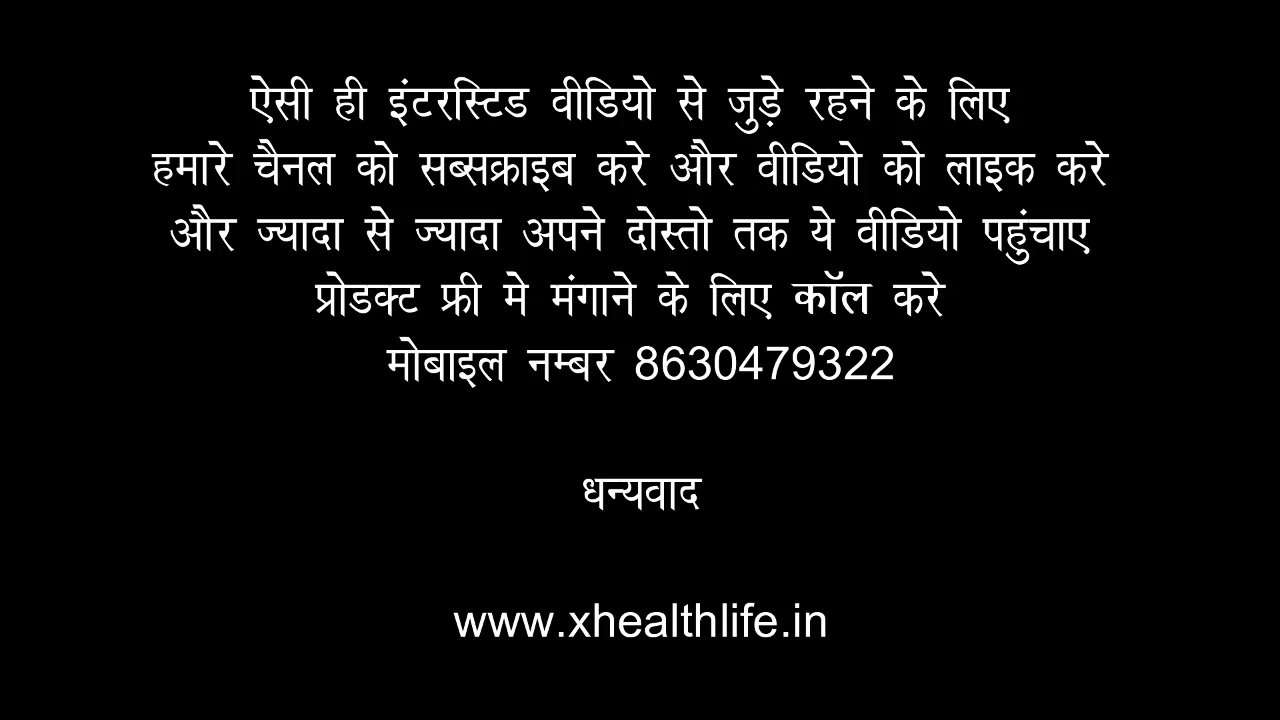 ऐसी ही इंटरस्टिड वीडियो से जुड़े रहने के लिए
हमारे चैनल को सब्सक्राइब करे और वीडियो को लाइक करे
और ज्यादा से ज्यादा अपने दोस्तो तक ये वीडियो पहुंचाए
प्रोडक्ट फ्री मे मंगाने के लिए कॉल करे
मोबाइल नम्बर 8630479322
धन्यवाद
www.xhealthlife.in